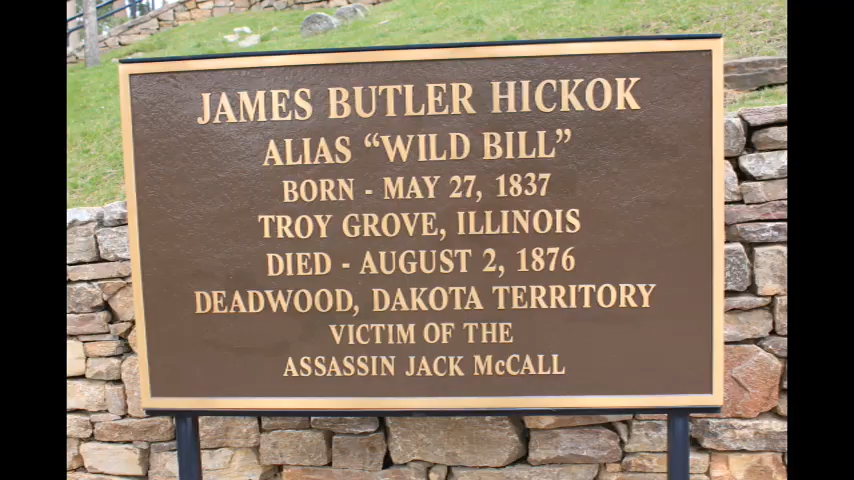 JAMES BUTLER HICKOK
ALIAS “WILD BILL”
BORN - MAY 27, 1837
TROY GROVE, ILLINOIS
DIED - AUGUST 2, 1876
DEADWOOD, DAKOTA TERRITORY
VICTIM OF THE
ASSASSIN JACK McCALL